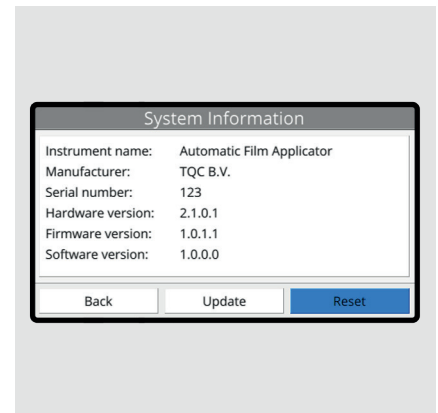 System Information
Instrument name: Automatic Film Applicator
Manufacturer: TQC B.V.
Serial number: 123
Hardware version: 2.1.0.1
Firmware version: 1.0.1.1
Software version: 1.0.0.0
Back Update Reset